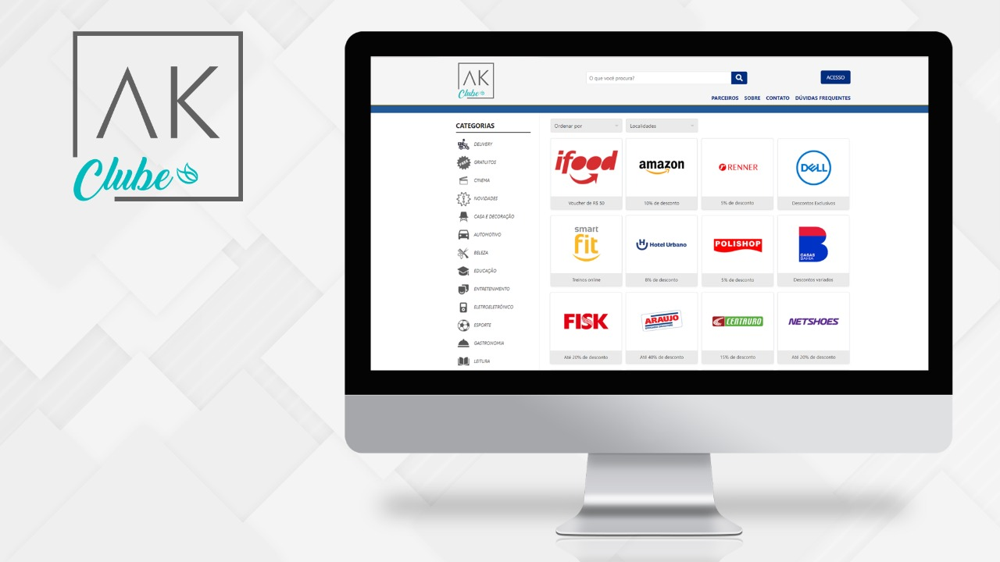 AK
Clube
AK
Clube
O que você procura?
ACESSO
PARCEIROS SOBRE CONTATO DÚVIDAS FREQUENTES
CATEGORIAS
DELIVERY
GRATUITOS
CINEMA
NOVIDADES
CASA E DECORAÇÃO
AUTOMOTIVO
BELEZA
EDUCAÇÃO
ENTRETENIMENTO
ELETROELETRÔNICO
ESPORTE
GASTRONOMIA
LEITURA
Ordenar por
Localidades
ifood
amazon
RENNER
DELL
Voucher de R$ 50
10% de desconto
5% de desconto
Descontos Exclusivos
smart
fit
Hotel Urbano
POLISHOP
CASAS
BAHIA
Treinos online
8% de desconto
5% de desconto
Descontos variados
FISK
ARAUJO
CENTAURO
NETSHOES
Até 20% de desconto
Até 40% de desconto
15% de desconto
Até 20% de desconto